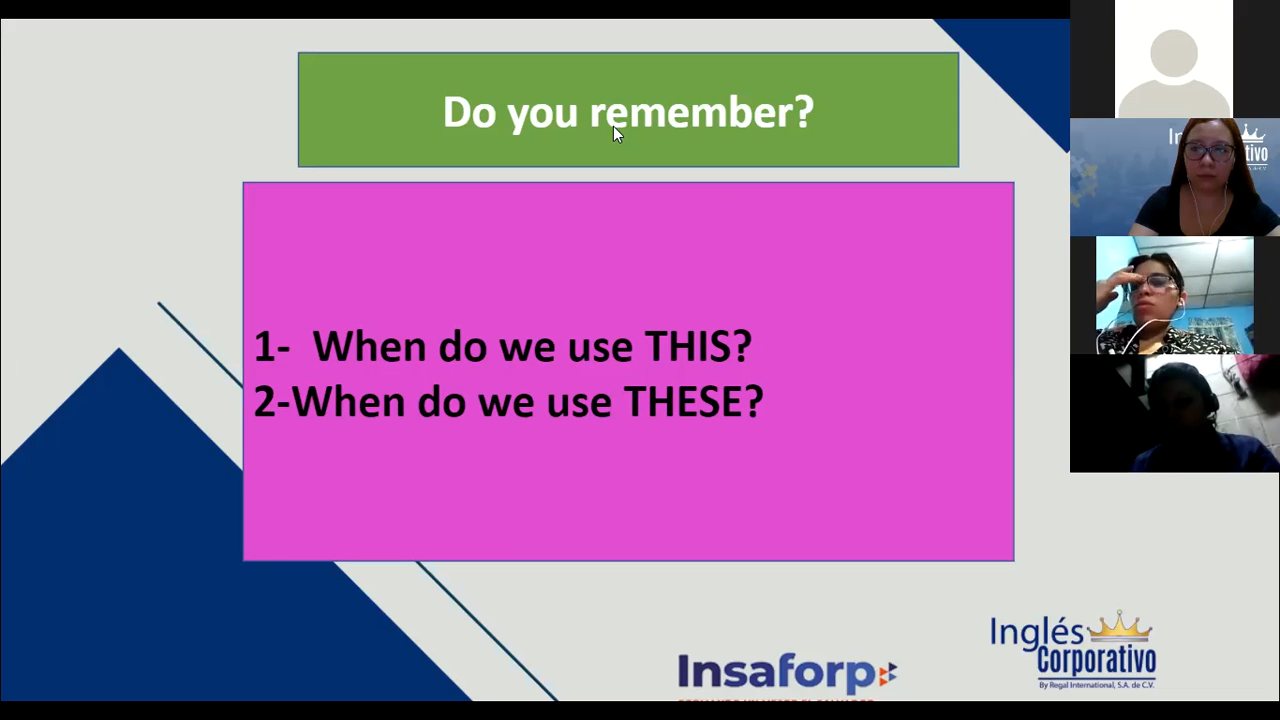 Do you remember?
1- When do we use THIS?
2-When do we use THESE?
Insaforp
Inglés
Corporativo
By Regal International, S.A. de C.V.